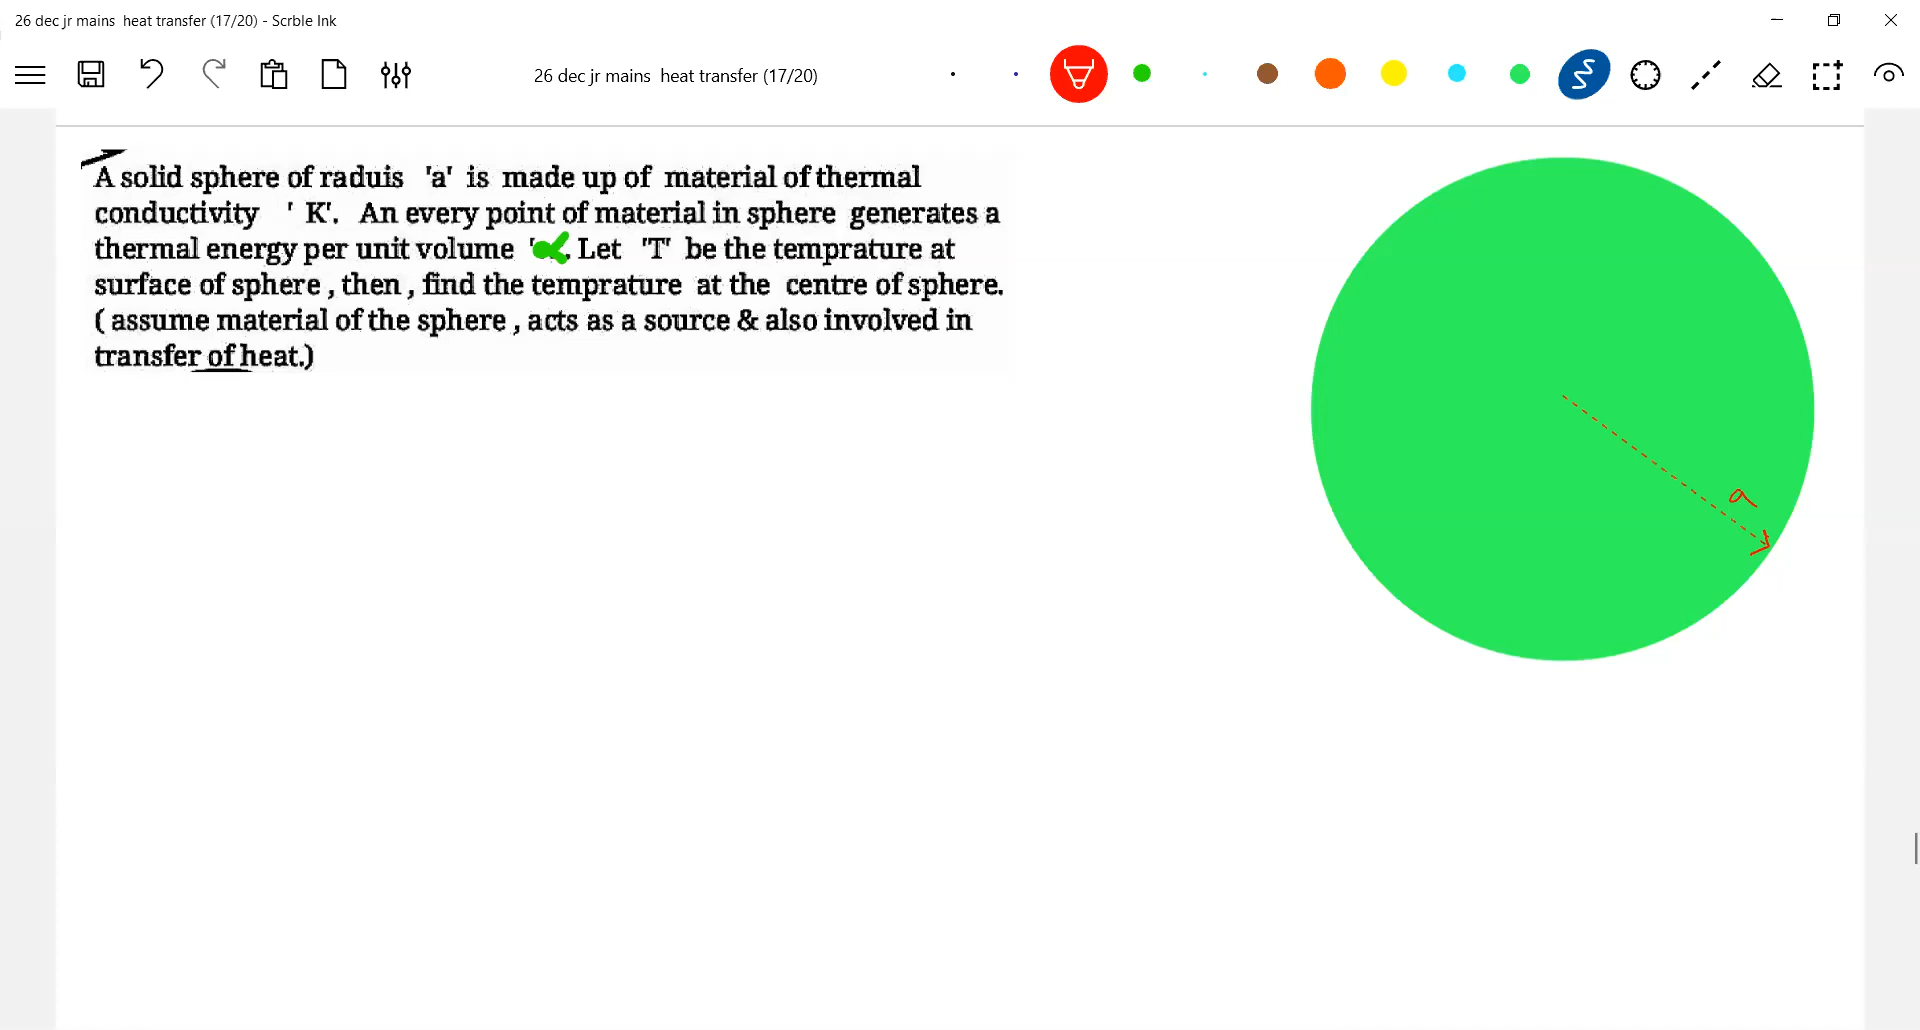 26 dec jr mains  heat transfer (17/20) - Scrble Ink
26 dec jr mains  heat transfer (17/20)
A solid sphere of raduis 'a' is made up of material of thermal
conductivity ' K'. An every point of material in sphere generates a
thermal energy per unit volume 'α. Let 'T' be the temprature at
surface of sphere , then , find the temprature at the centre of sphere.
( assume material of the sphere , acts as a source & also involved in
transfer of heat.)
a